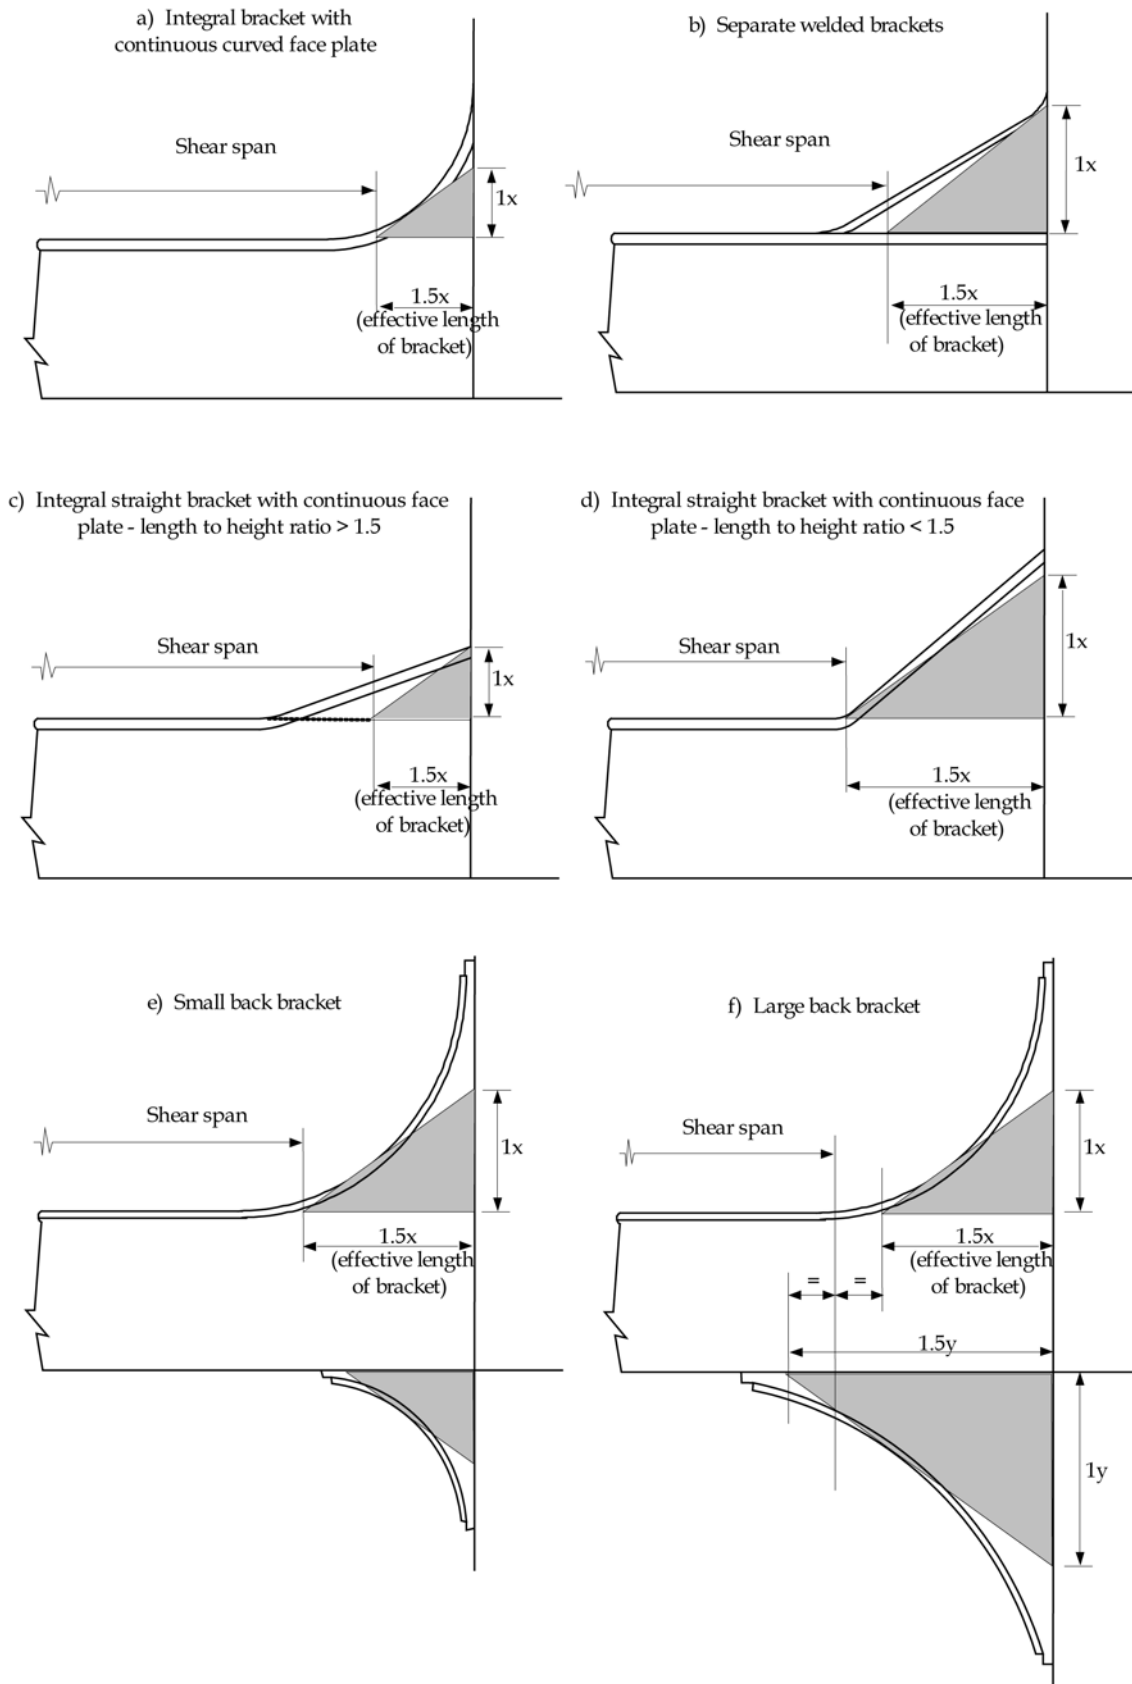 a) Integral bracket with
continuous curved face plate
Shear span
1x
1.5x
(effective length
of bracket)
b) Separate welded brackets
Shear span
1x
1.5x
(effective length
of bracket)
c) Integral straight bracket with continuous face
plate - length to height ratio > 1.5
Shear span
1x
1.5x
(effective length
of bracket)
d) Integral straight bracket with continuous face
plate - length to height ratio < 1.5
Shear span
1x
1.5x
(effective length
of bracket)
e) Small back bracket
Shear span
1x
1.5x
(effective length
of bracket)
f) Large back bracket
Shear span
1x
1.5x
(effective length
of bracket)
= =
1.5y
1y